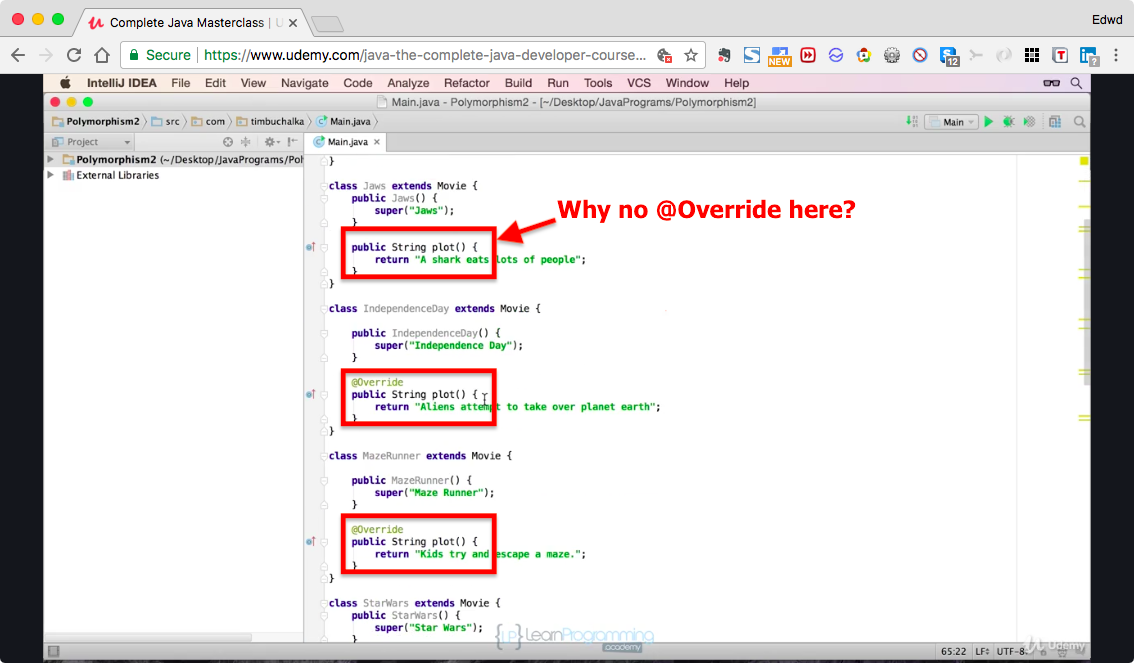 Complete Java Masterclass | U
Edwd
Secure https://www.udemy.com/java-the-complete-java-developer-course...
NEW
12
T
in
?
IntelliJ IDEA File Edit View Navigate Code Analyze Refactor Build Run Tools VCS Window Help
Main.java - Polymorphism2 - [~/Desktop/JavaPrograms/Polymorphism2]
Polymorphism2 src com timbuchalka Main.java
Main
Project
Main.java
Polymorphism2 (~/Desktop/JavaPrograms/Pol
External Libraries
}
class Jaws extends Movie {
public Jaws() {
super("Jaws");
}
Why no @Override here?
public String plot() {
return "A shark eats lots of people";
}
}
class IndependenceDay extends Movie {
public IndependenceDay() {
super("Independence Day");
}
@Override
public String plot() {
return "Aliens attempt to take over planet earth";
}
}
class MazeRunner extends Movie {
public MazeRunner() {
super("Maze Runner");
}
@Override
public String plot() {
return "Kids try and escape a maze.";
}
}
class StarWars extends Movie {
public StarWars() {
super("Star Wars");
}
{LP} LearnProgramming
academy
65:22 LF÷ UTF-8
Udemy